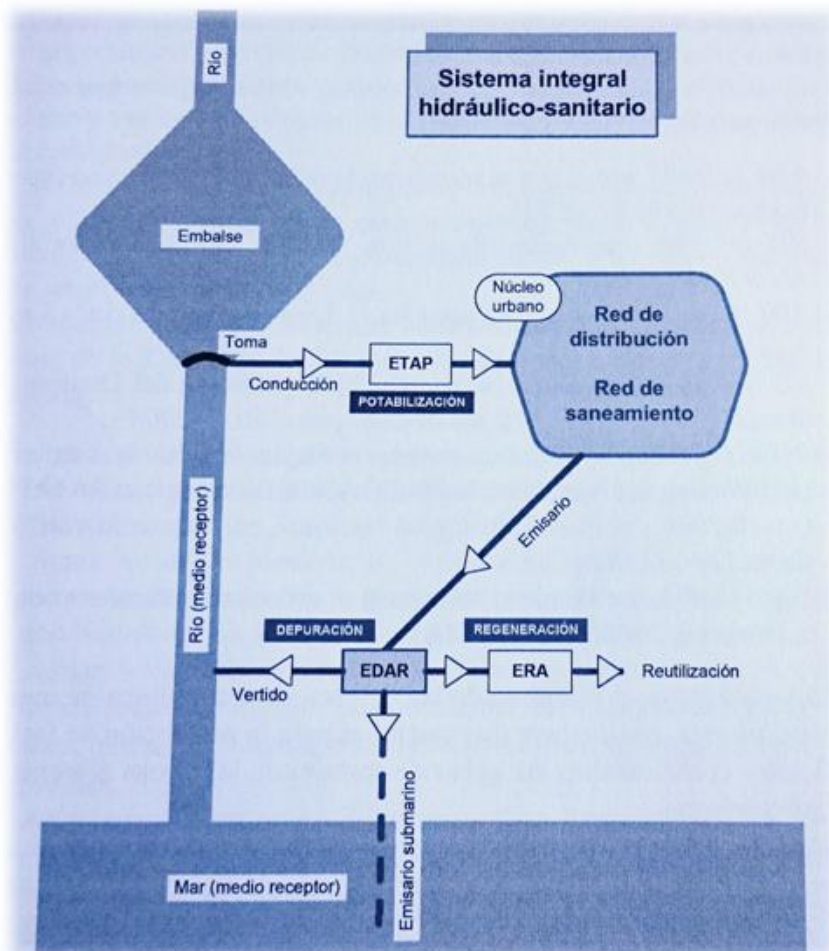 Río
Sistema integral
hidráulico-sanitario
Embalse
Núcleo
urbano
Red de
distribución
Red de
saneamiento
Toma
Conducción
ETAP
POTABILIZACIÓN
Emisario
Río (medio receptor)
DEPURACIÓN
REGENERACIÓN
Vertido
EDAR
ERA
Reutilización
Emisario submarino
Mar (medio receptor)